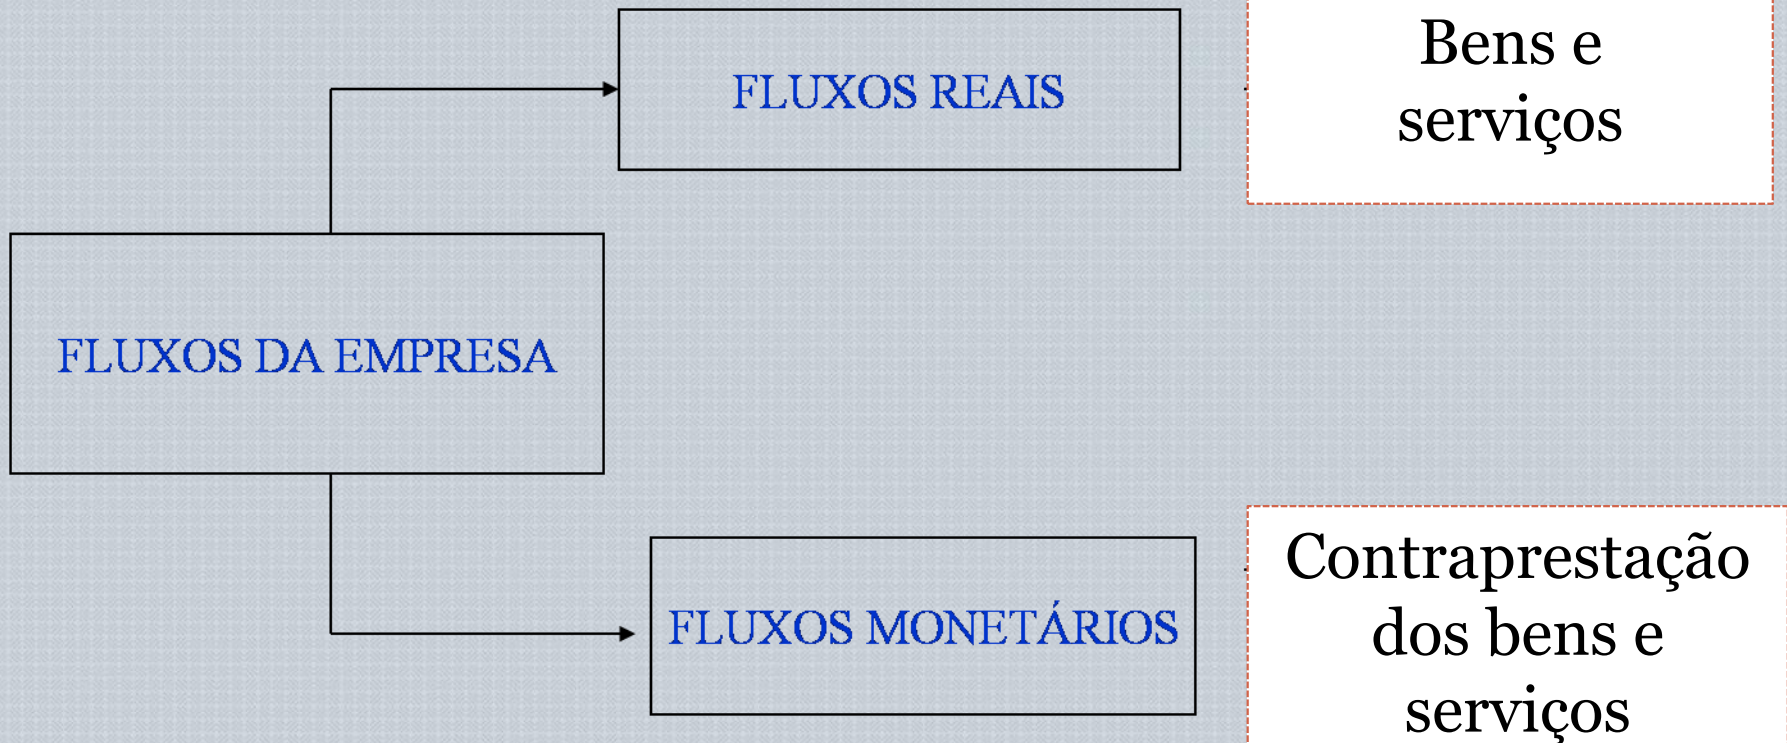 FLUXOS REAIS
Bens e
serviços
FLUXOS DA EMPRESA
FLUXOS MONETÁRIOS
Contraprestação
dos bens e
serviços